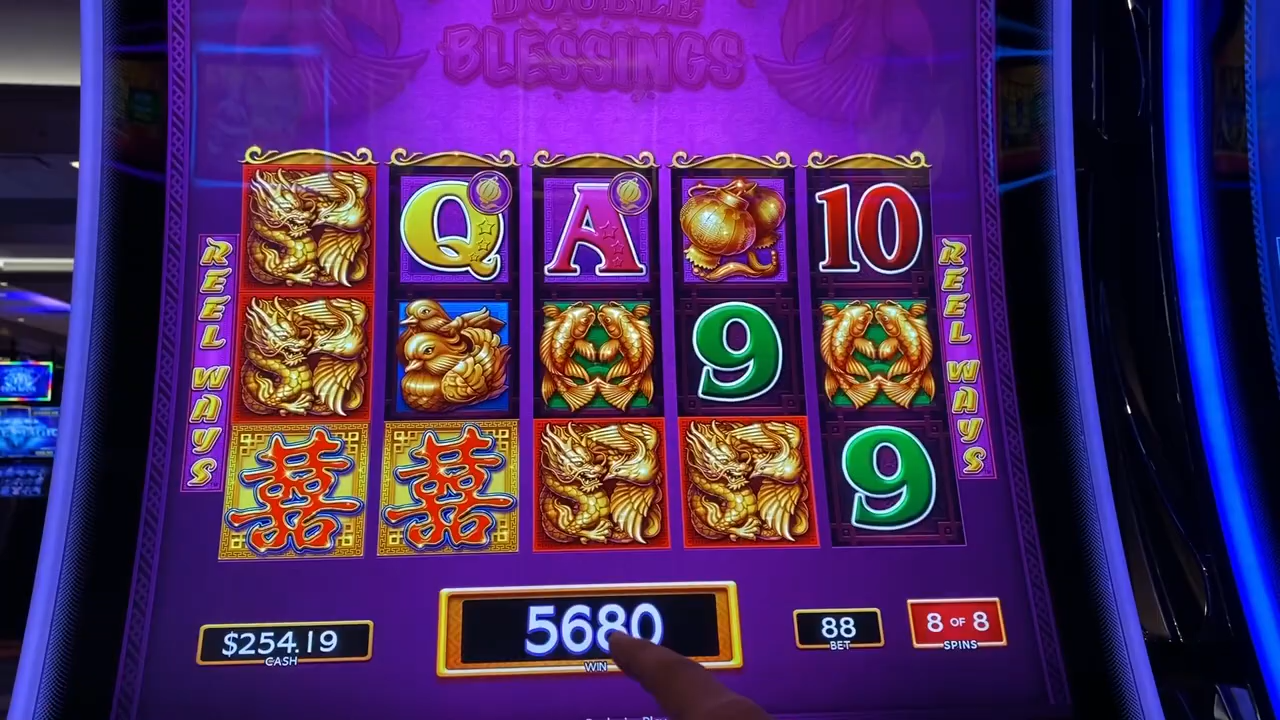 DOUBLE
BLESSINGS
Q A 10
REEL WAYS
REEL WAYS
9
囍 囍 9
$254.19
CASH
5680
WIN
88
BET
8 OF 8
SPINS